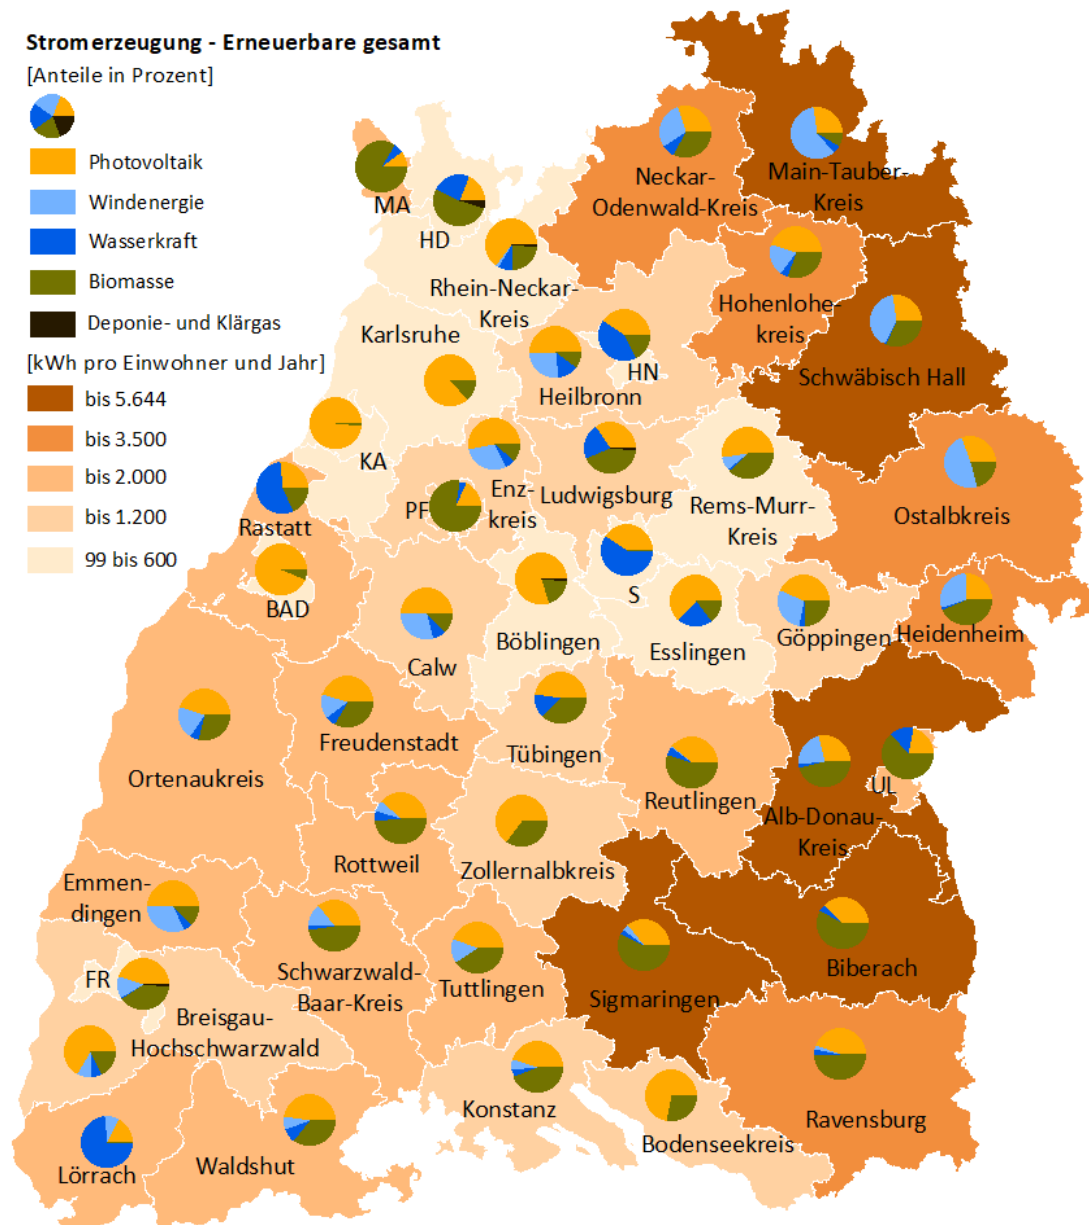 Stromerzeugung - Erneuerbare gesamt
[Anteile in Prozent]
Photovoltaik
Windenergie
Wasserkraft
Biomasse
Deponie- und Klärgas
[kWh pro Einwohner und Jahr]
bis 5.644
bis 3.500
bis 2.000
bis 1.200
99 bis 600
MA
HD
Neckar-
Odenwald-Kreis
Main-Tauber-
Kreis
Rhein-Neckar-
Kreis
Hohenlohe-
kreis
Karlsruhe
Heilbronn
HN
Schwäbisch Hall
KA
PF
Enz-
kreis
Ludwigsburg
Rems-Murr-
Kreis
Ostalbkreis
Rastatt
BAD
S
Calw
Böblingen
Esslingen
Göppingen
Heidenheim
Ortenaukreis
Freudenstadt
Tübingen
Reutlingen
UL
Alb-Donau-
Kreis
Rottweil
Zollernalbkreis
Emmen-
dingen
Schwarzwald-
Baar-Kreis
Tuttlingen
Sigmaringen
Biberach
FR
Breisgau-
Hochschwarzwald
Konstanz
Bodenseekreis
Ravensburg
Lörrach
Waldshut